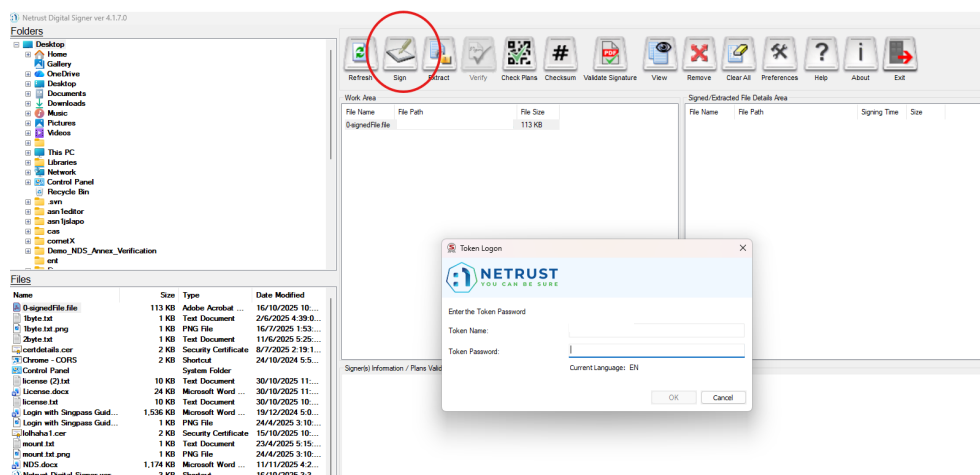 Netrust Digital Signer ver 4.1.7.0
Folders
Desktop
Home
Gallery
OneDrive
Desktop
Documents
Downloads
Music
Pictures
Videos
This PC
Libraries
Network
Control Panel
Recycle Bin
.svn
asn1editor
asn1jslapo
cas
cornetX
Demo_NDS_Annex_Verification
ent
Refresh Sign Extract Verify Check Plans Checksum Validate Signature View Remove Clear All Preferences Help About Exit
Work Area
File Name File Path File Size
0-signedFile.file 113 KB
Signed/Extracted File Details Area
File Name File Path Signing Time Size
Token Logon
NETRUST
YOU CAN BE SURE
Enter the Token Password
Token Name:
Token Password:
Current Language: EN
OK Cancel
Signer(s) Information / Plans Valid
Files
Name Size Type Date Modified
0-signedFile.file 113 KB Adobe Acrobat ... 16/10/2025 10:...
1byte.txt 1 KB Text Document 2/6/2025 4:39:0...
1byte.txt.png 1 KB PNG File 16/7/2025 1:53:...
2byte.txt 1 KB Text Document 11/6/2025 5:25:...
certdetails.cer 2 KB Security Certificate 8/7/2025 2:19:1...
Chrome - CORS 2 KB Shortcut 24/10/2024 5:5...
Control Panel System Folder
license (2).txt 10 KB Text Document 30/10/2025 11:...
License.docx 24 KB Microsoft Word ... 30/10/2025 11:...
license.txt 10 KB Text Document 30/10/2025 10:...
Login with Singpass Guid... 1,536 KB Microsoft Word ... 19/12/2024 5:0...
Login with Singpass Guid... 1 KB PNG File 24/4/2025 3:10:...
lolhaha1.cer 2 KB Security Certificate 15/10/2025 10:...
mount.txt 1 KB Text Document 23/4/2025 5:15:...
mount.txt.png 1 KB PNG File 24/4/2025 3:10:...
NDS.docx 1,174 KB Microsoft Word ... 11/11/2025 4:2...